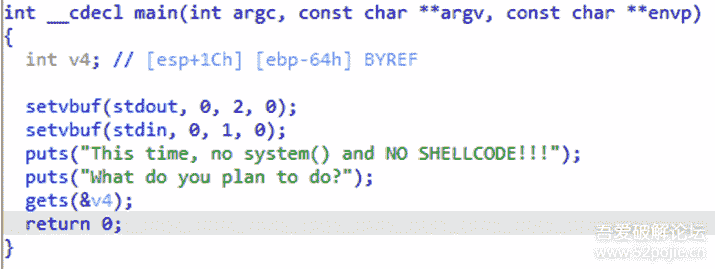 int __cdecl main(int argc, const char **argv, const char **envp)
{
int v4; // [esp+1Ch] [ebp-64h] BYREF
setvbuf(stdout, 0, 2, 0);
setvbuf(stdin, 0, 1, 0);
puts("This time, no system() and NO SHELLCODE!!!");
puts("What do you plan to do?");
gets(&v4);
return 0;
}
吾爱破解论坛
www.52pojie.cn